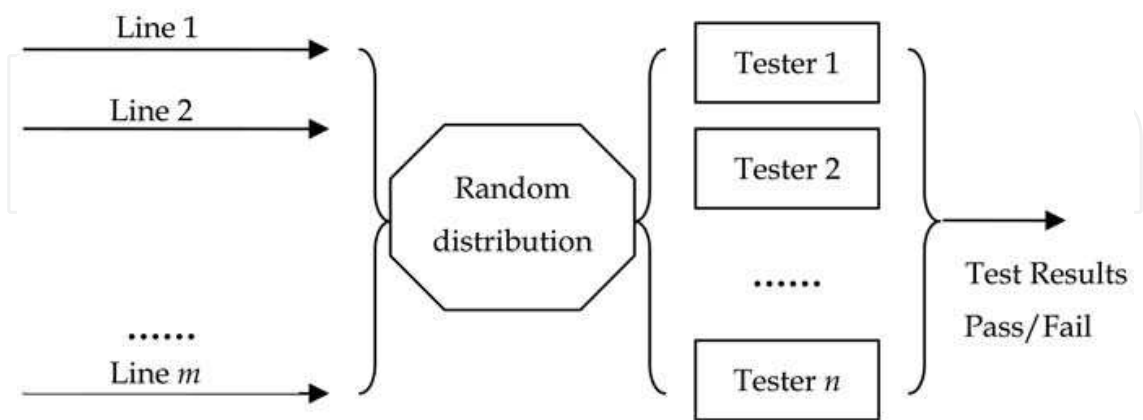 Line 1
Line 2
......
Line m
Random
distribution
Tester 1
Tester 2
......
Tester n
Test Results
Pass/Fail